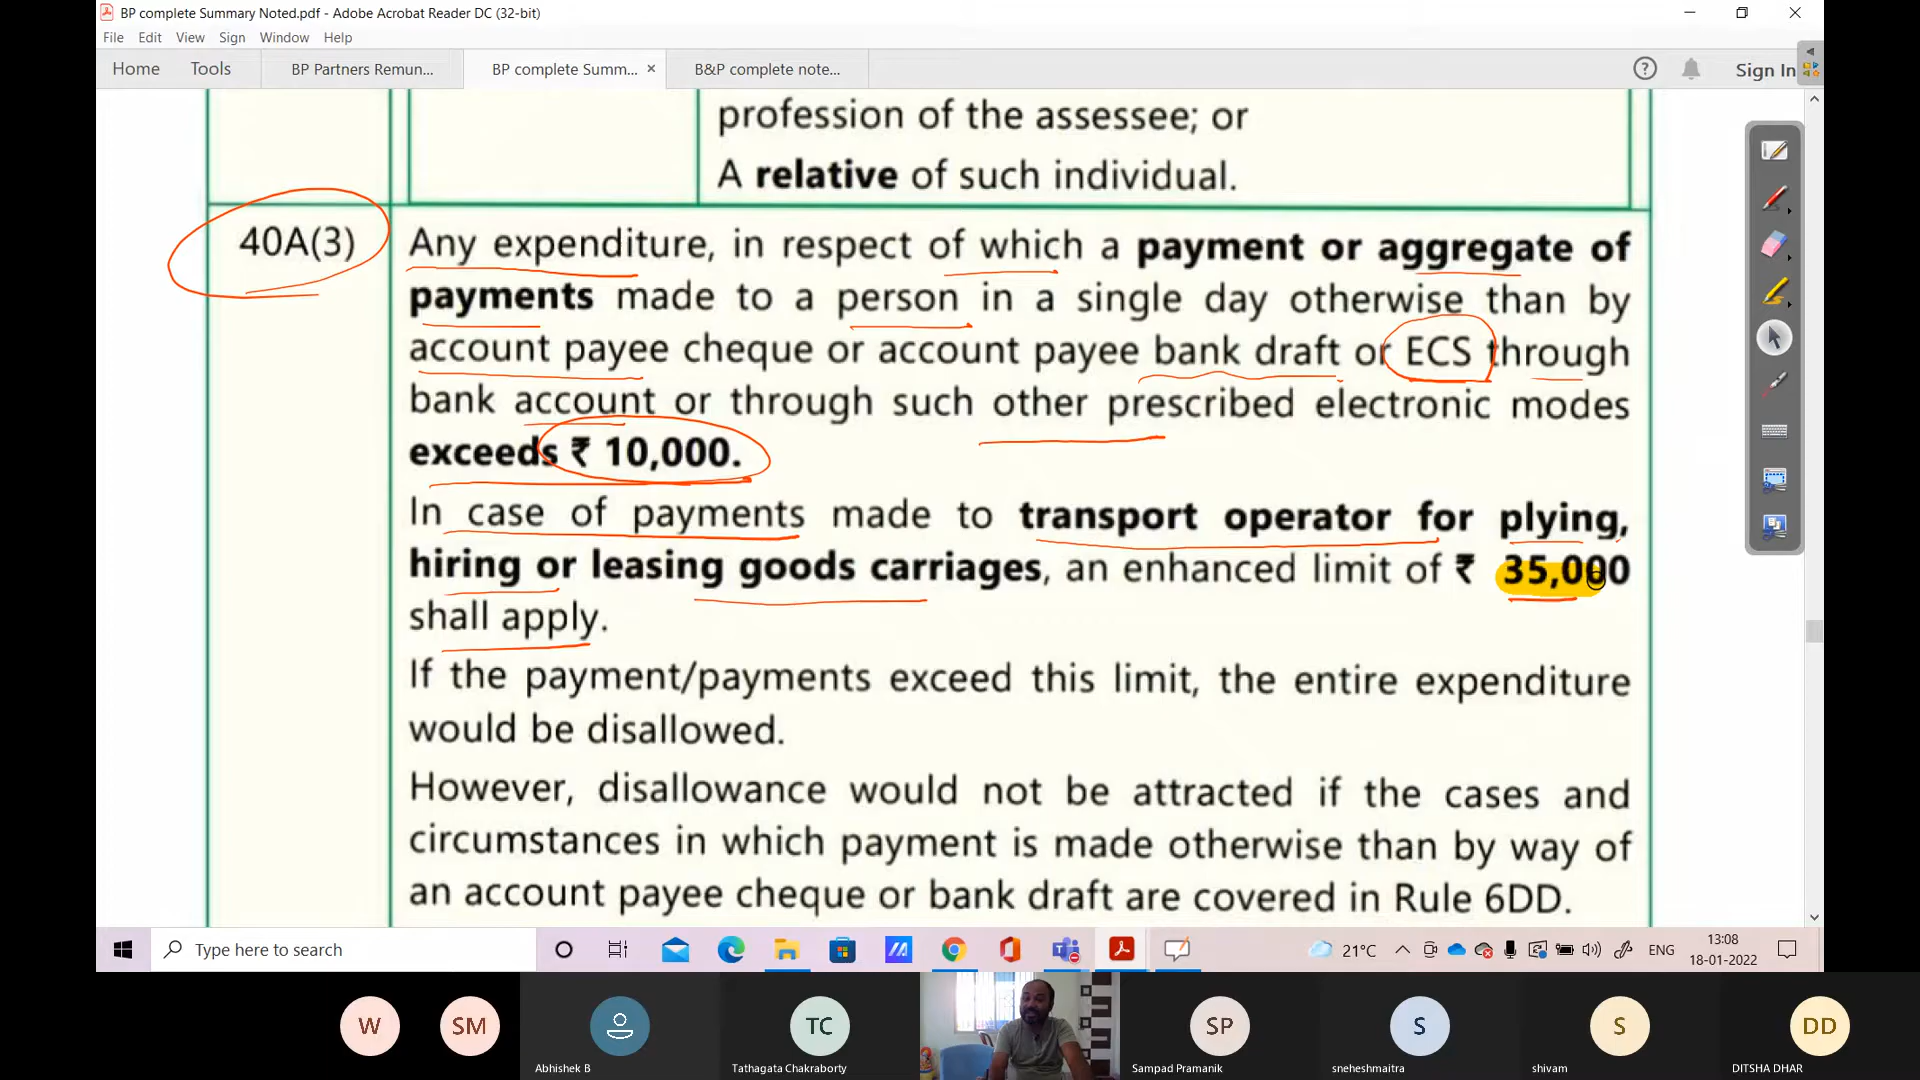 BP complete Summary Noted.pdf - Adobe Acrobat Reader DC (32-bit)
File Edit View Sign Window Help
Home Tools BP Partners Remun... BP complete Summ... × B&P complete note... Sign In
profession of the assessee; or
A relative of such individual.
40A(3)
Any expenditure, in respect of which a payment or aggregate of
payments made to a person in a single day otherwise than by
account payee cheque or account payee bank draft or ECS through
bank account or through such other prescribed electronic modes
exceeds ₹ 10,000.
In case of payments made to transport operator for plying,
hiring or leasing goods carriages, an enhanced limit of ₹ 35,000
shall apply.
If the payment/payments exceed this limit, the entire expenditure
would be disallowed.
However, disallowance would not be attracted if the cases and
circumstances in which payment is made otherwise than by way of
an account payee cheque or bank draft are covered in Rule 6DD.
Type here to search
21°C
ENG
13:08
18-01-2022
W SM TC SP S S DD
Abhishek B Tathagata Chakraborty Sampad Pramanik sneheshmaitra shivam DITSHA DHAR